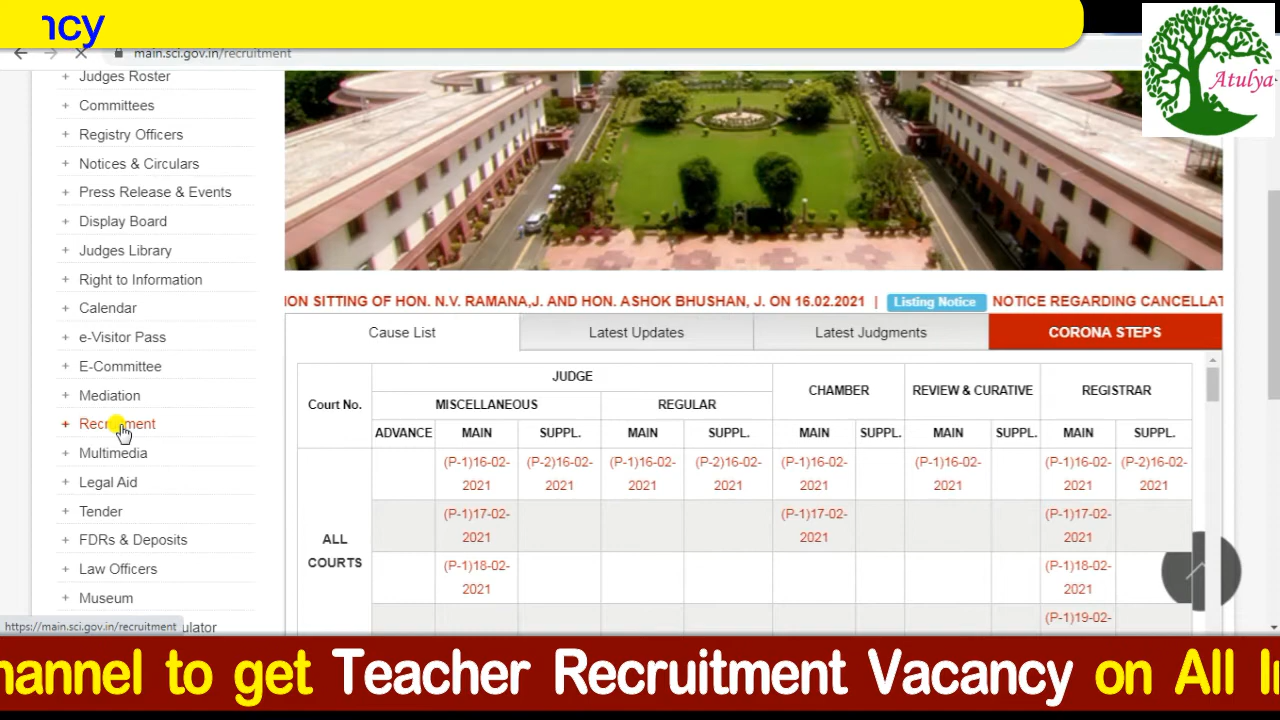 ncy
main.sci.gov.in/recruitment
Atulya
+ Judges Roster
+ Committees
+ Registry Officers
+ Notices & Circulars
+ Press Release & Events
+ Display Board
+ Judges Library
+ Right to Information
+ Calendar
+ e-Visitor Pass
+ E-Committee
+ Mediation
+ Recruitment
+ Multimedia
+ Legal Aid
+ Tender
+ FDRs & Deposits
+ Law Officers
+ Museum
ulator
https://main.sci.gov.in/recruitment
ION SITTING OF HON. N.V. RAMANA,J. AND HON. ASHOK BHUSHAN, J. ON 16.02.2021 | Listing Notice NOTICE REGARDING CANCELLAT
Cause List Latest Updates Latest Judgments CORONA STEPS
Court No. JUDGE CHAMBER REVIEW & CURATIVE REGISTRAR
MISCELLANEOUS REGULAR
ADVANCE MAIN SUPPL. MAIN SUPPL. MAIN SUPPL. MAIN SUPPL. MAIN SUPPL.
(P-1)16-02- (P-2)16-02- (P-1)16-02- (P-2)16-02- (P-1)16-02- (P-1)16-02- (P-1)16-02- (P-2)16-02-
2021 2021 2021 2021 2021 2021 2021 2021
(P-1)17-02- (P-1)17-02- (P-1)17-02-
2021 2021 2021
ALL
COURTS
(P-1)18-02- (P-1)18-02-
2021 2021
(P-1)19-02-
hannel to get Teacher Recruitment Vacancy on All In